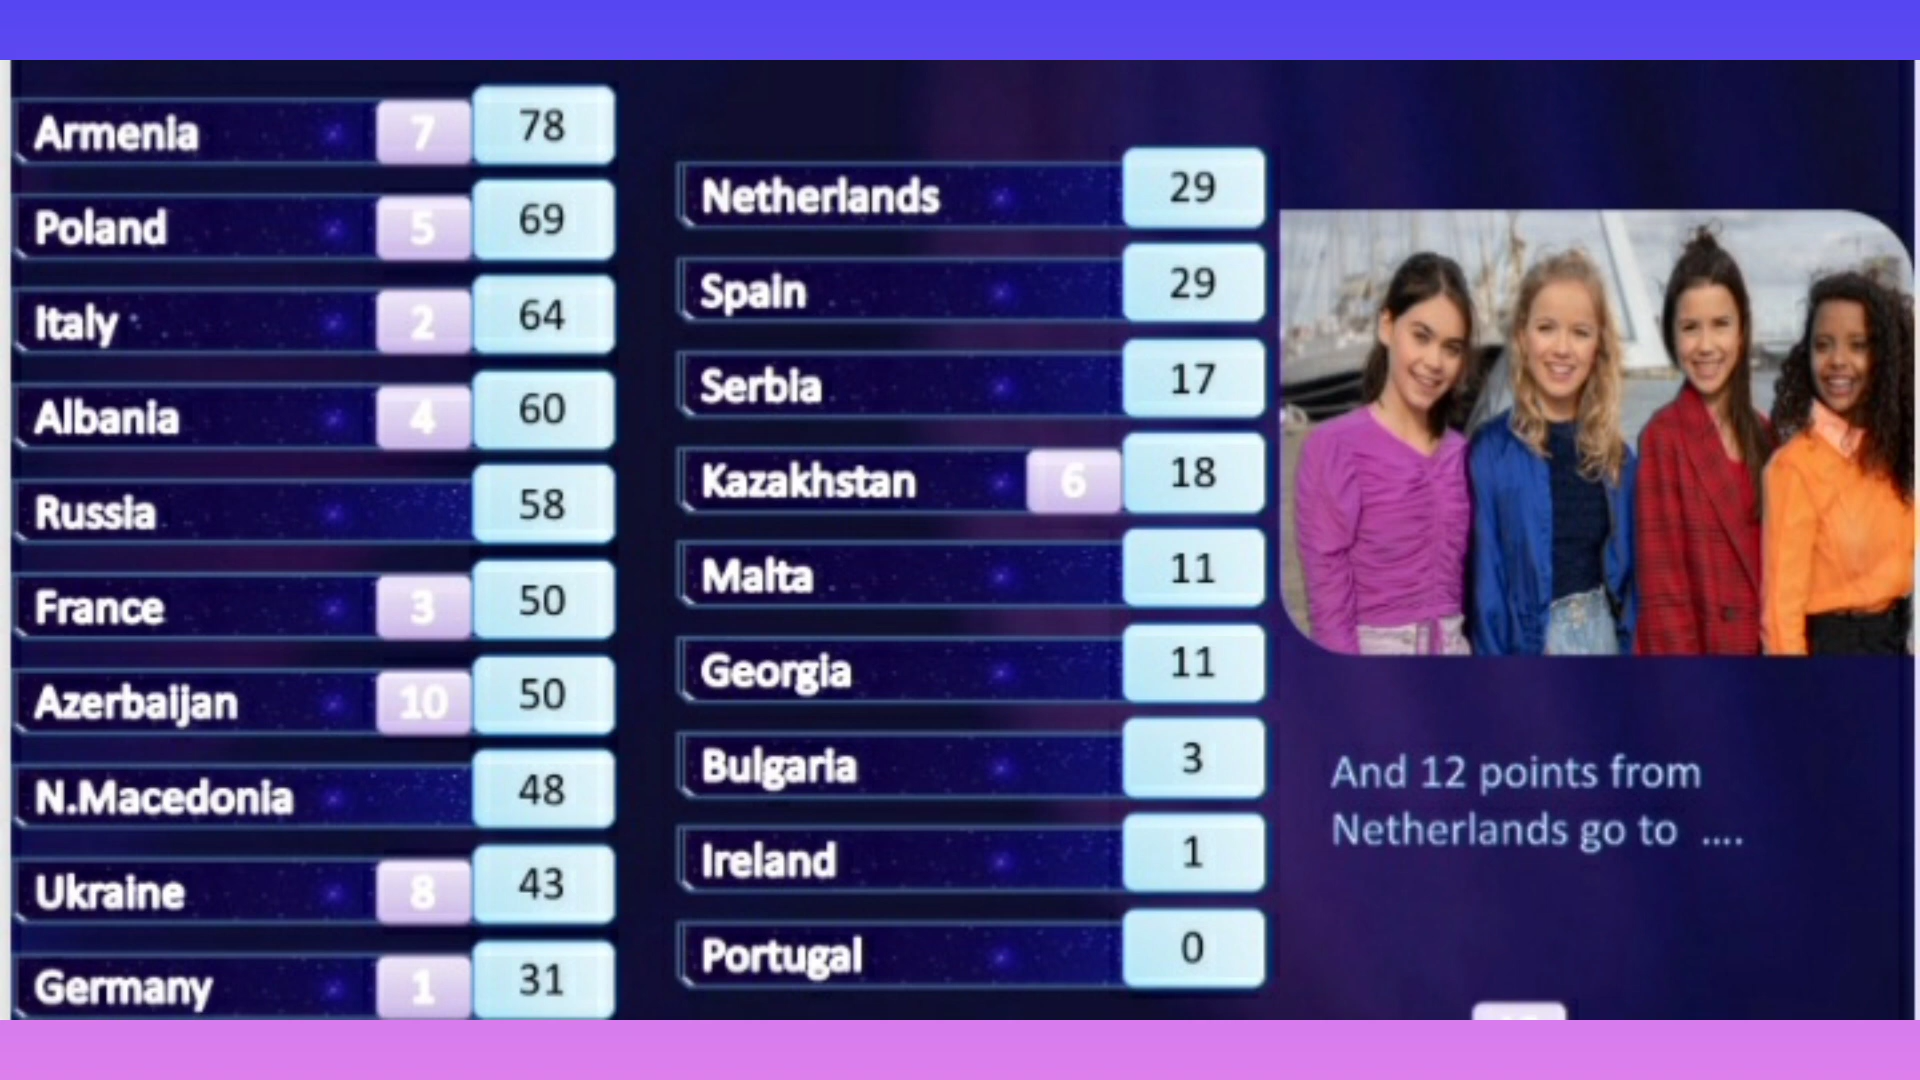 Armenia 7 78
Poland 5 69
Italy 2 64
Albania 4 60
Russia 58
France 3 50
Azerbaijan 10 50
N.Macedonia 48
Ukraine 8 43
Germany 1 31
Netherlands 29
Spain 29
Serbia 17
Kazakhstan 6 18
Malta 11
Georgia 11
Bulgaria 3
Ireland 1
Portugal 0
And 12 points from
Netherlands go to ....